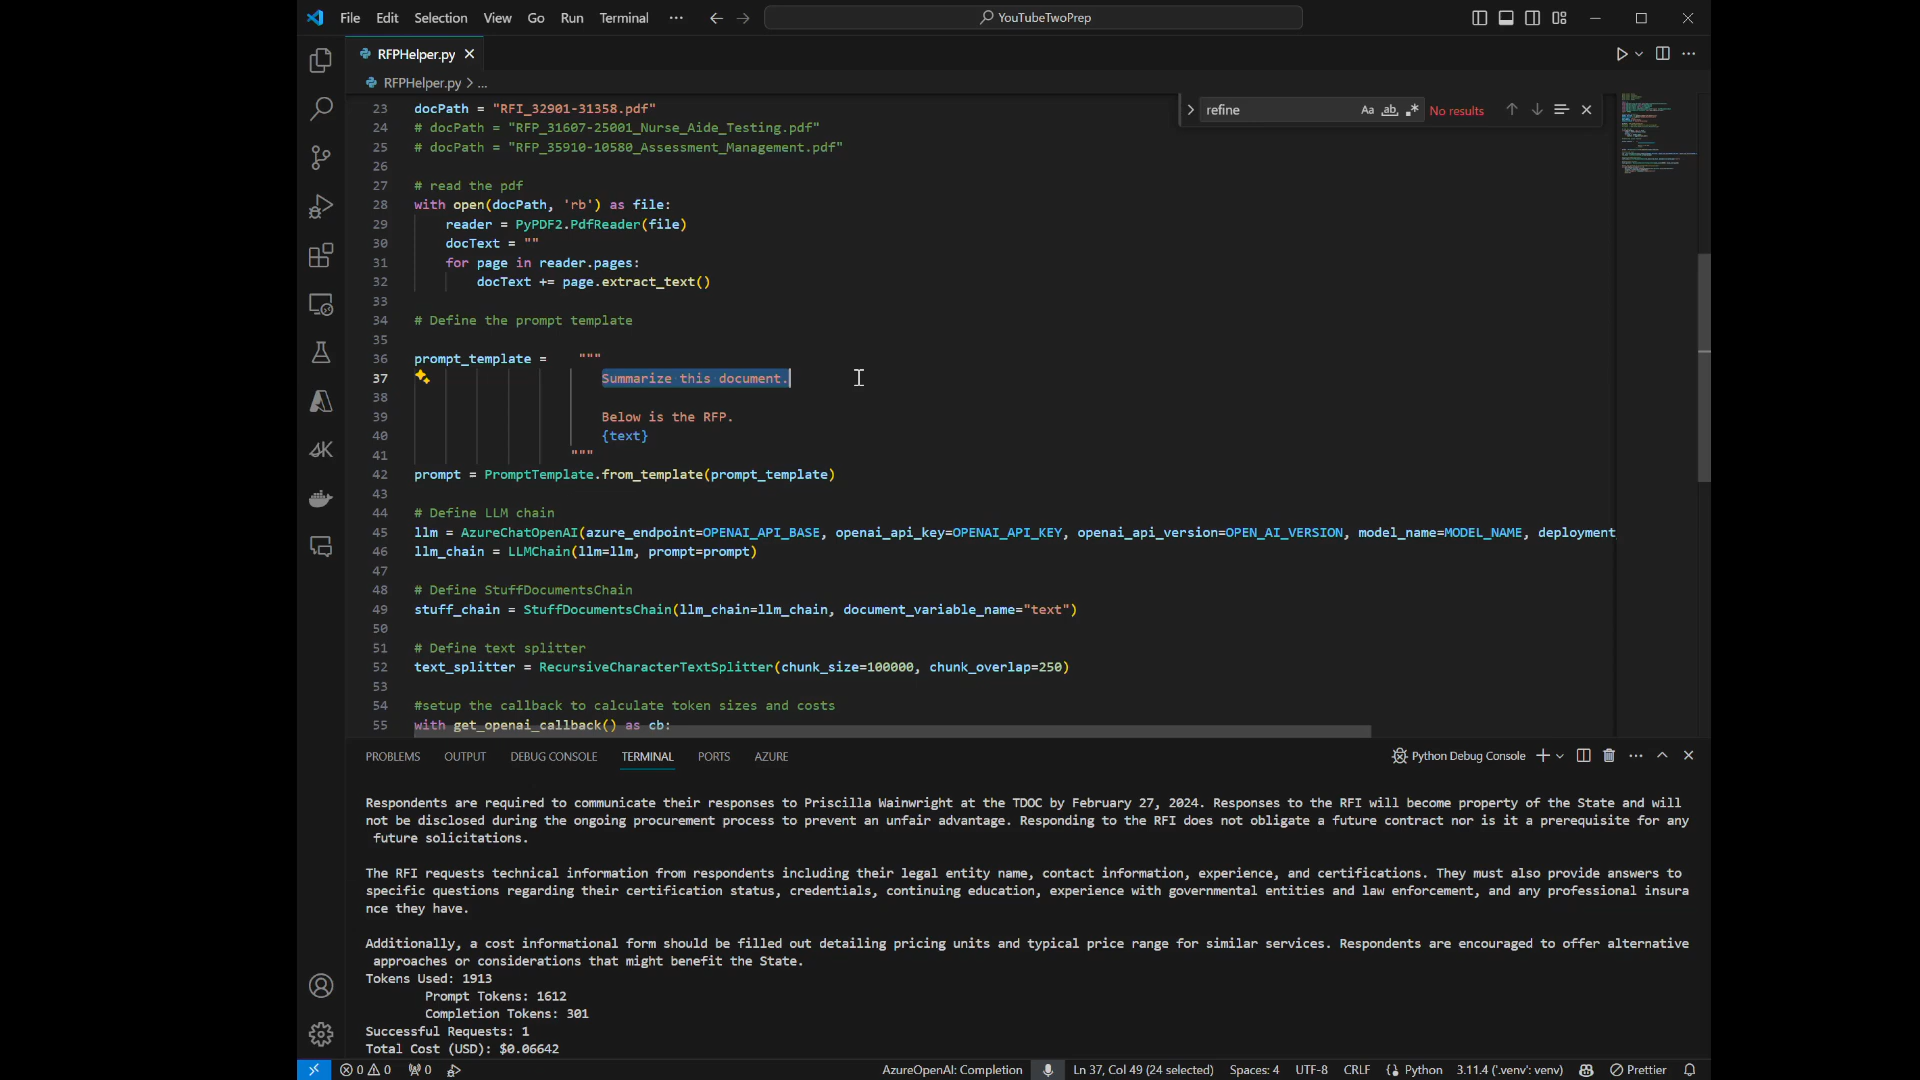 File Edit Selection View Go Run Terminal ··· YouTubeTwoPrep
RFPHelper.py
RFPHelper.py > ...
refine Aa ab .* No results
23 docPath = "RFI_32901-31358.pdf"
24 # docPath = "RFP_31607-25001_Nurse_Aide_Testing.pdf"
25 # docPath = "RFP_35910-10580_Assessment_Management.pdf"
26
27 # read the pdf
28 with open(docPath, 'rb') as file:
29 reader = PyPDF2.PdfReader(file)
30 docText = ""
31 for page in reader.pages:
32 docText += page.extract_text()
33
34 # Define the prompt template
35
36 prompt_template = """
37 Summarize this document.
38
39 Below is the RFP.
40 {text}
41 """
42 prompt = PromptTemplate.from_template(prompt_template)
43
44 # Define LLM chain
45 llm = AzureChatOpenAI(azure_endpoint=OPENAI_API_BASE, openai_api_key=OPENAI_API_KEY, openai_api_version=OPEN_AI_VERSION, model_name=MODEL_NAME, deployment
46 llm_chain = LLMChain(llm=llm, prompt=prompt)
47
48 # Define StuffDocumentsChain
49 stuff_chain = StuffDocumentsChain(llm_chain=llm_chain, document_variable_name="text")
50
51 # Define text splitter
52 text_splitter = RecursiveCharacterTextSplitter(chunk_size=100000, chunk_overlap=250)
53
54 #setup the callback to calculate token sizes and costs
55 with get_openai_callback() as cb:
PROBLEMS OUTPUT DEBUG CONSOLE TERMINAL PORTS AZURE Python Debug Console
Respondents are required to communicate their responses to Priscilla Wainwright at the TDOC by February 27, 2024. Responses to the RFI will become property of the State and will
not be disclosed during the ongoing procurement process to prevent an unfair advantage. Responding to the RFI does not obligate a future contract nor is it a prerequisite for any
future solicitations.
The RFI requests technical information from respondents including their legal entity name, contact information, experience, and certifications. They must also provide answers to
specific questions regarding their certification status, credentials, continuing education, experience with governmental entities and law enforcement, and any professional insura
nce they have.
Additionally, a cost informational form should be filled out detailing pricing units and typical price range for similar services. Respondents are encouraged to offer alternative
approaches or considerations that might benefit the State.
Tokens Used: 1913
Prompt Tokens: 1612
Completion Tokens: 301
Successful Requests: 1
Total Cost (USD): $0.06642
0 0 0 AzureOpenAI: Completion Ln 37, Col 49 (24 selected) Spaces: 4 UTF-8 CRLF Python 3.11.4 ('.venv': venv) Prettier